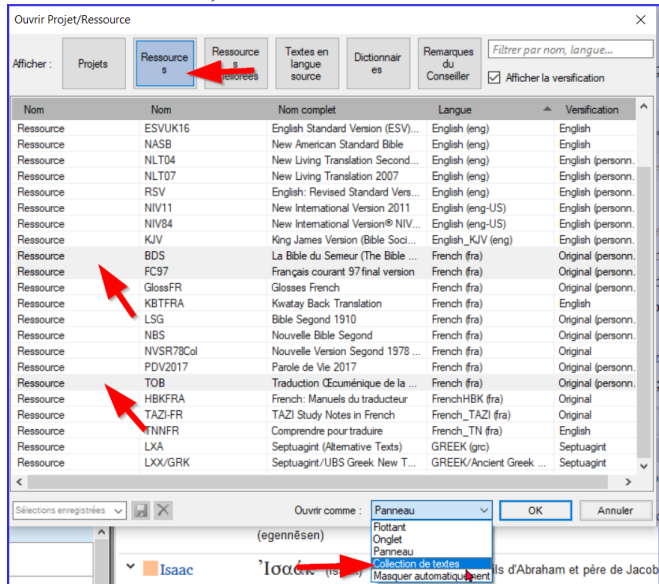 Ouvrir Projet/Ressource
Afficher : Projets Ressource s Ressource s Améliorées Textes en langue source Dictionnair es Remarques du Conseiller Filtrer par nom, langue...
Afficher la versification
Nom Nom Nom complet Langue Versification
Ressource ESVUK16 English Standard Version (ESV)... English (eng) English
Ressource NASB New American Standard Bible English (eng) English
Ressource NLT04 New Living Translation Second... English (eng) English (personn.
Ressource NLT07 New Living Translation 2007 English (eng) English (personn.
Ressource RSV English: Revised Standard Vers... English (eng) English (personn.
Ressource NIV11 New International Version 2011 English (eng-US) English (personn.
Ressource NIV84 New International Version® NIV... English (eng-US) English (personn.
Ressource KJV King James Version (Bible Soci... English_KJV (eng) English (personn.
Ressource BDS La Bible du Semeur (The Bible ... French (fra) Original (personn.
Ressource FC97 Français courant 97 final version French (fra) Original (personn.
Ressource GlossFR Glosses French French (fra) Original (personn.
Ressource KBTFRA Kwatay Back Translation French (fra) English
Ressource LSG Bible Segond 1910 French (fra) Original (personn.
Ressource NBS Nouvelle Bible Segond French (fra) Original (personn.
Ressource NVSR78Col Nouvelle Version Segond 1978 ... French (fra) Original
Ressource PDV2017 Parole de Vie 2017 French (fra) Original (personn.
Ressource TOB Traduction Œcuménique de la ... French (fra) Original (personn.
Ressource HBKFRA French: Manuels du traducteur FrenchHBK (fra) Original
Ressource TAZI-FR TAZI Study Notes in French French_TAZI (fra) Original
Ressource TNNFR Comprendre pour traduire French_TN (fra) English
Ressource LXA Septuagint (Alternative Texts) GREEK (grc) Septuagint
Ressource LXX/GRK Septuagint/UBS Greek New T... GREEK/Ancient Greek ... Septuagint
Sélections enregistrées Ouvrir comme : Panneau OK Annuler
Flottant
(egennēsen)
Onglet
Panneau
Collection de textes
Isaac Ἰσαάκ ils d'Abraham et père de Jacob
Masquer automatiquement